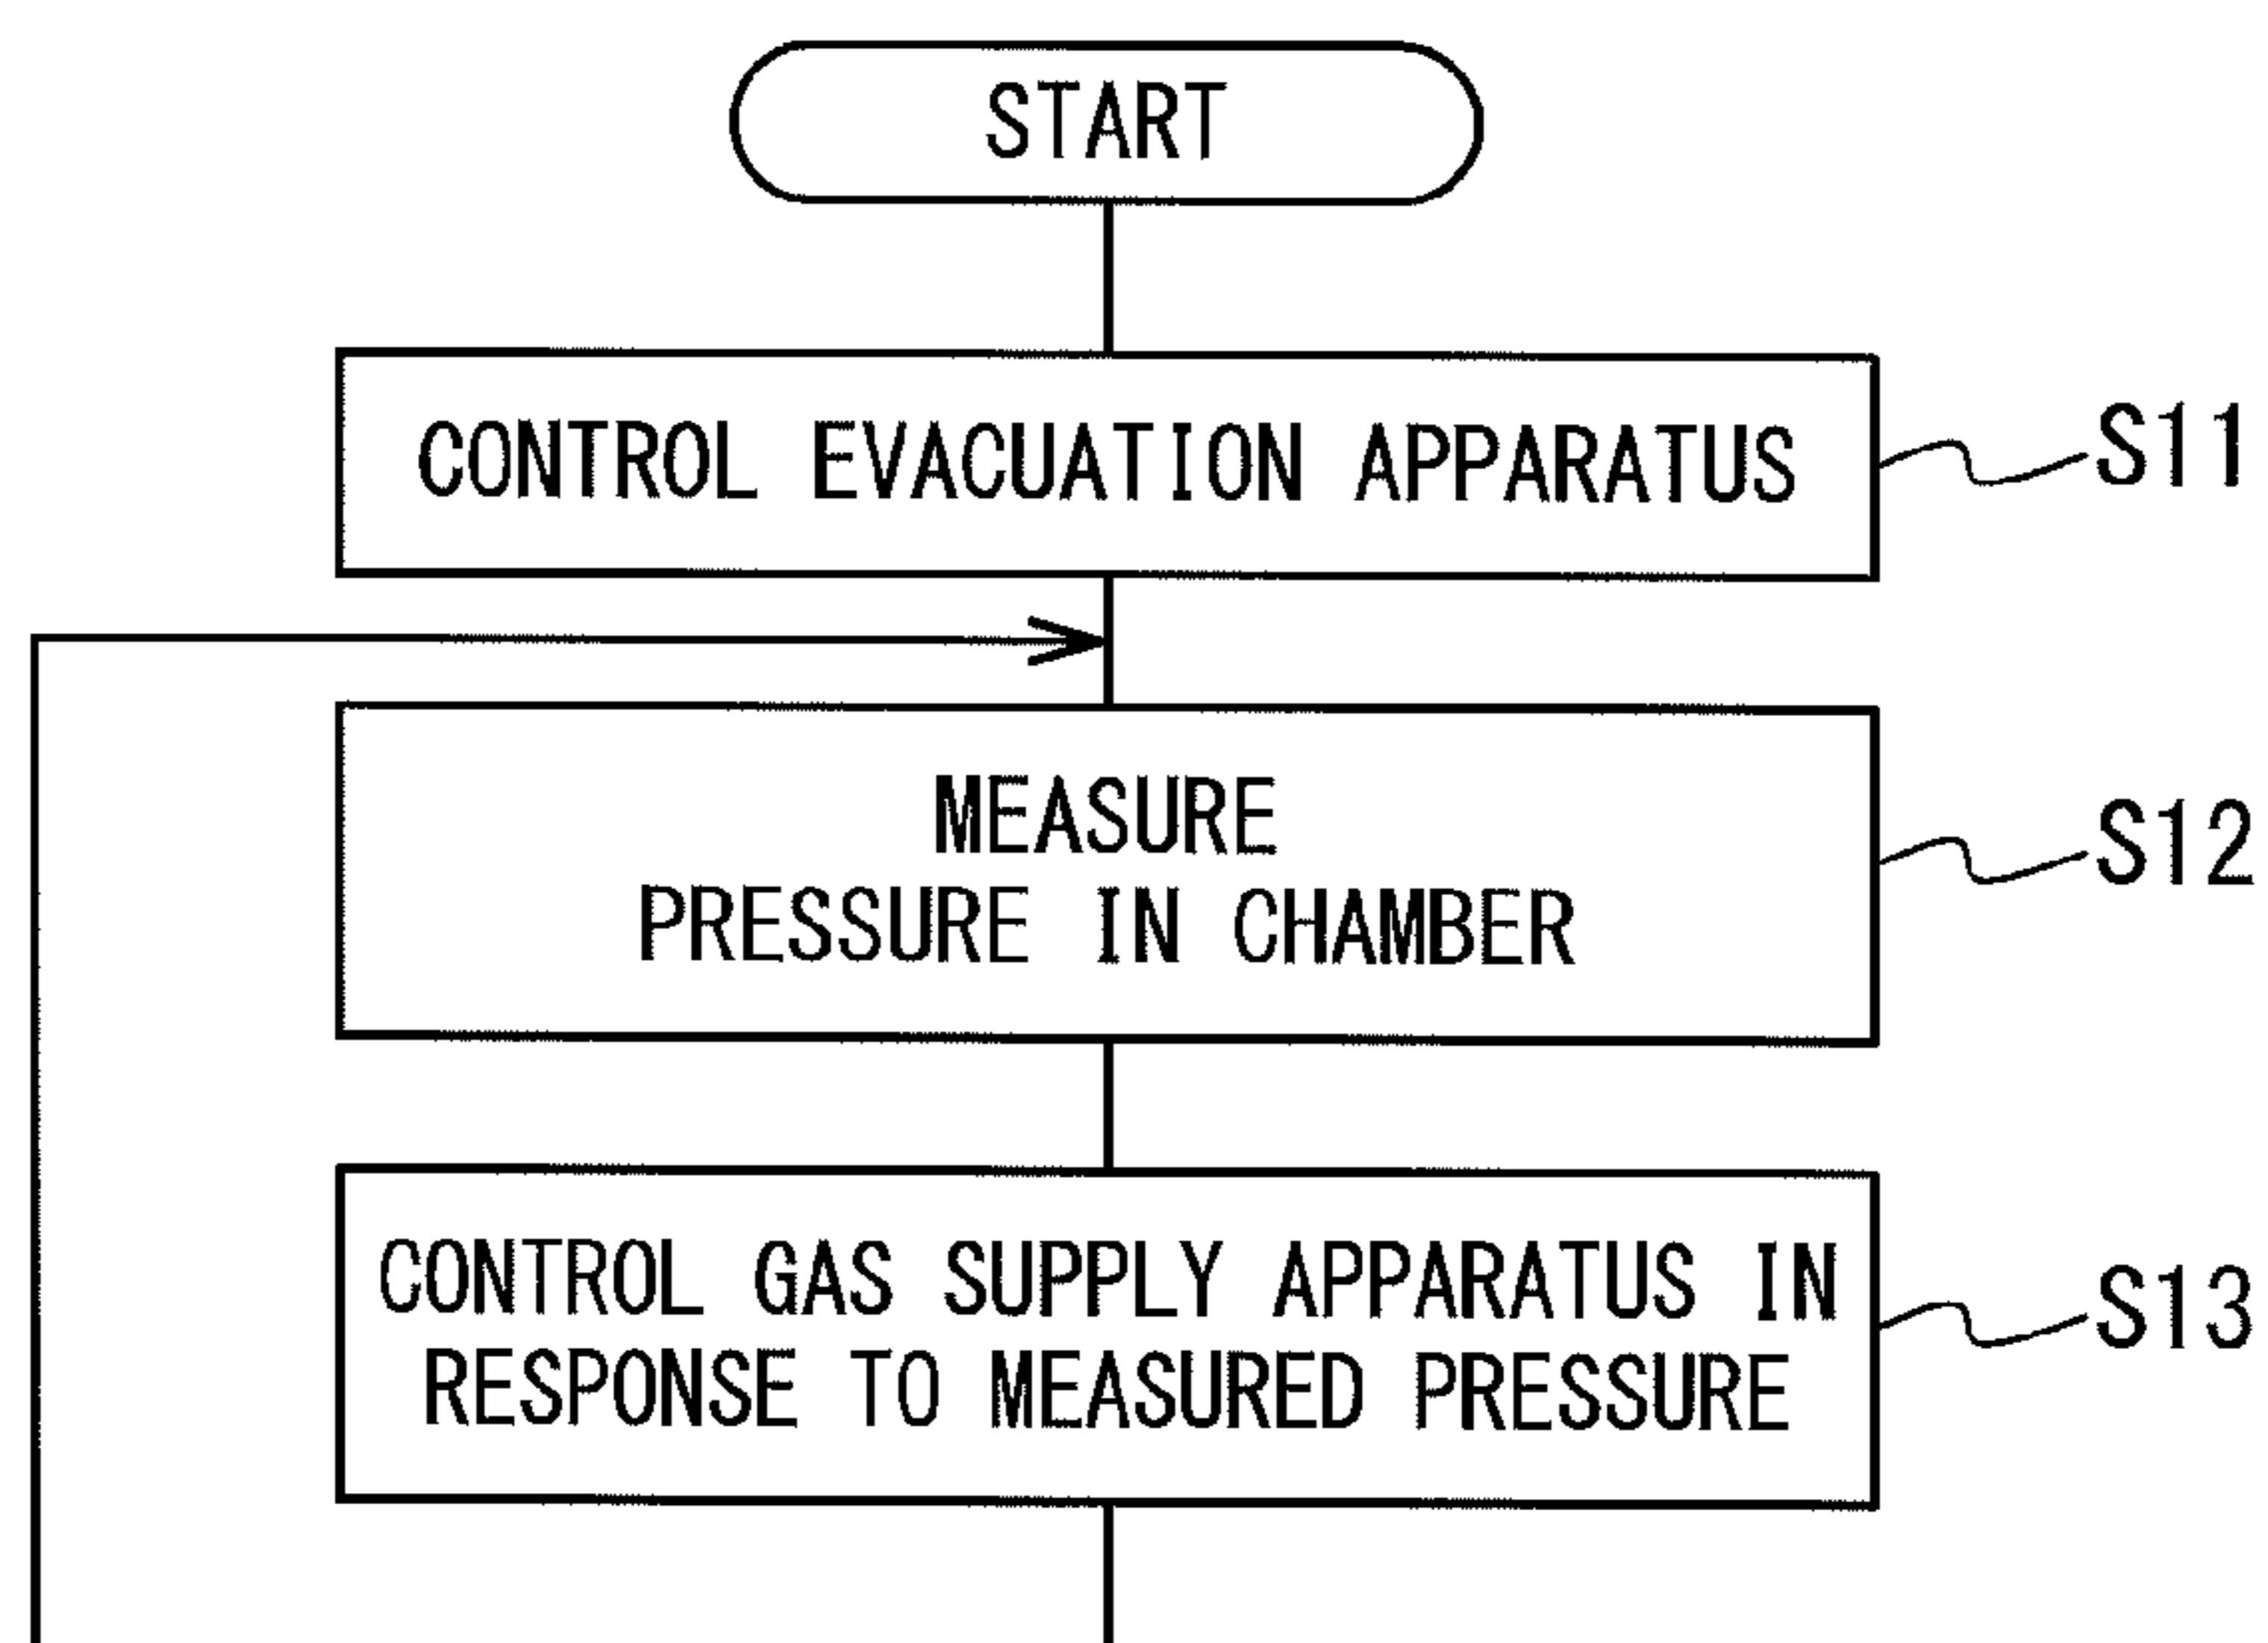 START
CONTROL EVACUATION APPARATUS
S11
MEASURE
PRESSURE IN CHAMBER
S12
CONTROL GAS SUPPLY APPARATUS IN
RESPONSE TO MEASURED PRESSURE
S13